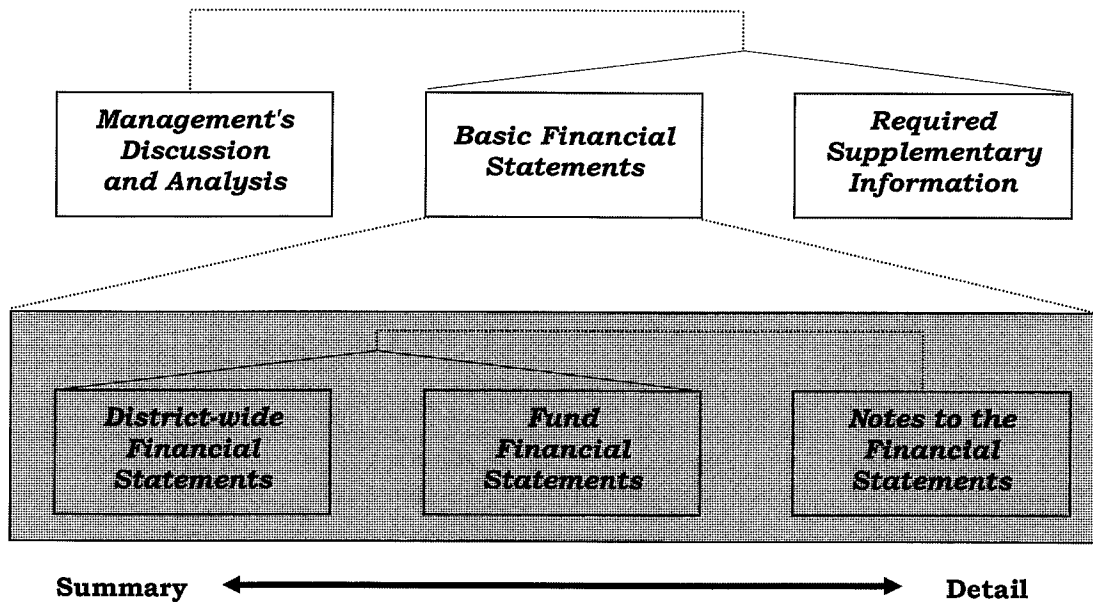 Management's
Discussion
and Analysis
Basic Financial
Statements
Required
Supplementary
Information
District-wide
Financial
Statements
Fund
Financial
Statements
Notes to the
Financial
Statements
Summary
Detail